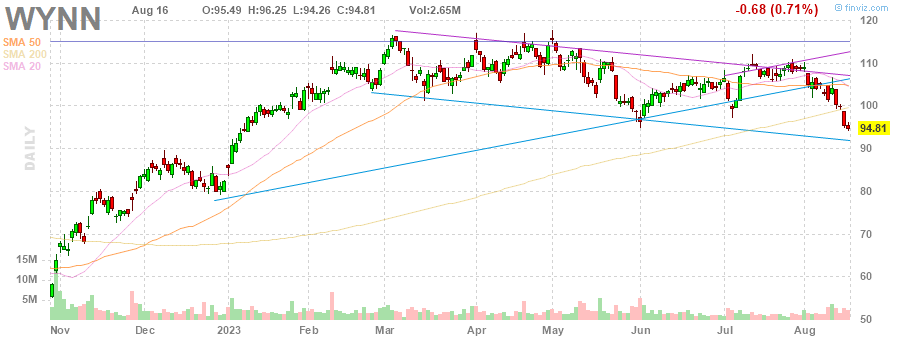 WYNN Aug 16 O:95.49 H:96.25 L:94.26 C:94.81 Vol:2.65M -0.68 (0.71%) © finviz.com
SMA 50
SMA 200
SMA 20
DAILY
120
110
100
94.81
90
80
70
60
50
15M
10M
5M
Nov Dec 2023 Feb Mar Apr May Jun Jul Aug